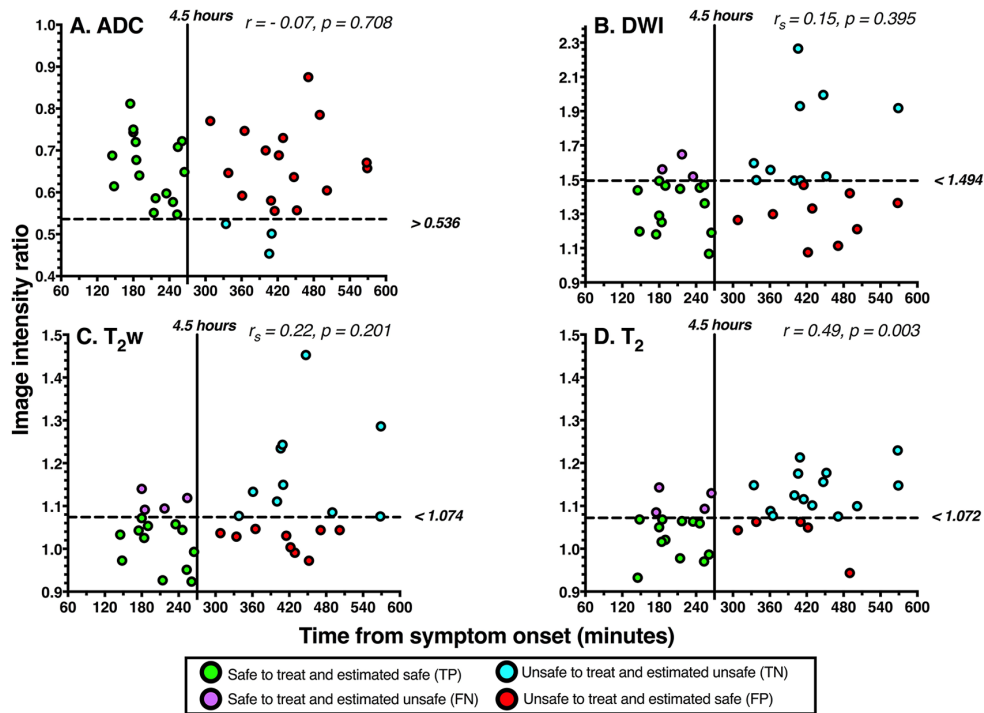 4.5 hours
A. ADC
r = - 0.07, p = 0.708
1.0
0.9
0.8
0.7
0.6
0.5
0.4
> 0.536
60 120 180 240 300 360 420 480 540 600
4.5 hours
B. DWI
rs = 0.15, p = 0.395
2.3
2.1
1.9
1.7
1.5
1.3
1.1
0.9
< 1.494
60 120 180 240 300 360 420 480 540 600
Image intensity ratio
4.5 hours
C. T2w
rs = 0.22, p = 0.201
1.5
1.4
1.3
1.2
1.1
1.0
0.9
< 1.074
60 120 180 240 300 360 420 480 540 600
4.5 hours
D. T2
r = 0.49, p = 0.003
1.5
1.4
1.3
1.2
1.1
1.0
0.9
< 1.072
60 120 180 240 300 360 420 480 540 600
Time from symptom onset (minutes)
Safe to treat and estimated safe (TP)
Unsafe to treat and estimated unsafe (TN)
Safe to treat and estimated unsafe (FN)
Unsafe to treat and estimated safe (FP)